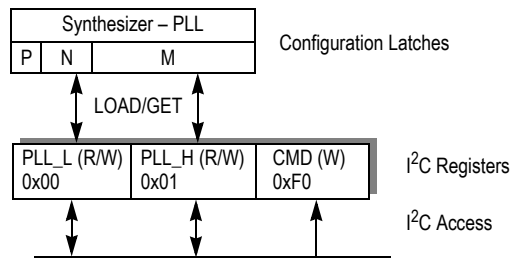 Synthesizer – PLL
P N M
Configuration Latches
LOAD/GET
PLL_L (R/W) PLL_H (R/W) CMD (W)
0x00 0x01 0xF0
I²C Registers
I²C Access